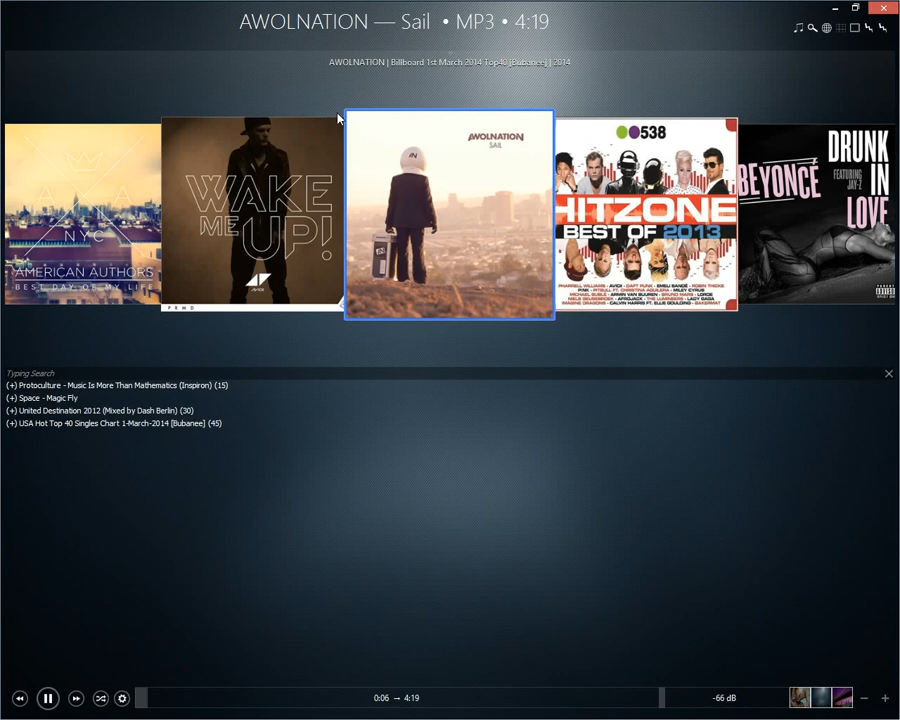 AWOLNATION — Sail • MP3 • 4:19
AWOLNATION | Billboard 1st March 2014 Top40 [Bubanee] | 2014
A A
NYC
AMERICAN AUTHORS
BEST DAY OF MY LIFE
WAKE
ME UP!
AVICII
PRMD
AWOLNATION
SAIL
538
HITZONE
BEST OF 2013
BEYONCÉ
DRUNK
FEATURING
JAY-Z
IN
LOVE
Typing Search
(+) Protoculture - Music Is More Than Mathematics (Inspiron) (15)
(+) Space - Magic Fly
(+) United Destination 2012 (Mixed by Dash Berlin) (30)
(+) USA Hot Top 40 Singles Chart 1-March-2014 [Bubanee] (45)
0:06 → 4:19
-66 dB